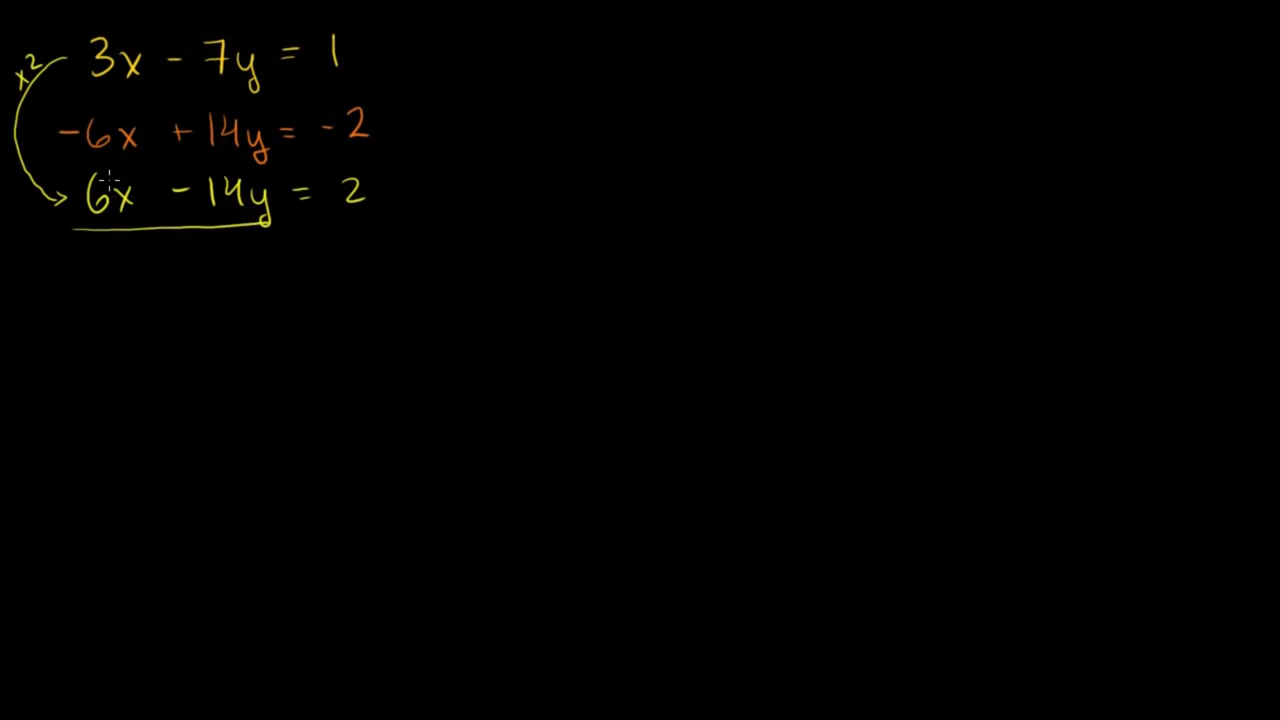 3x - 7y = 1
x2
-6x + 14y = -2
6x - 14y = 2